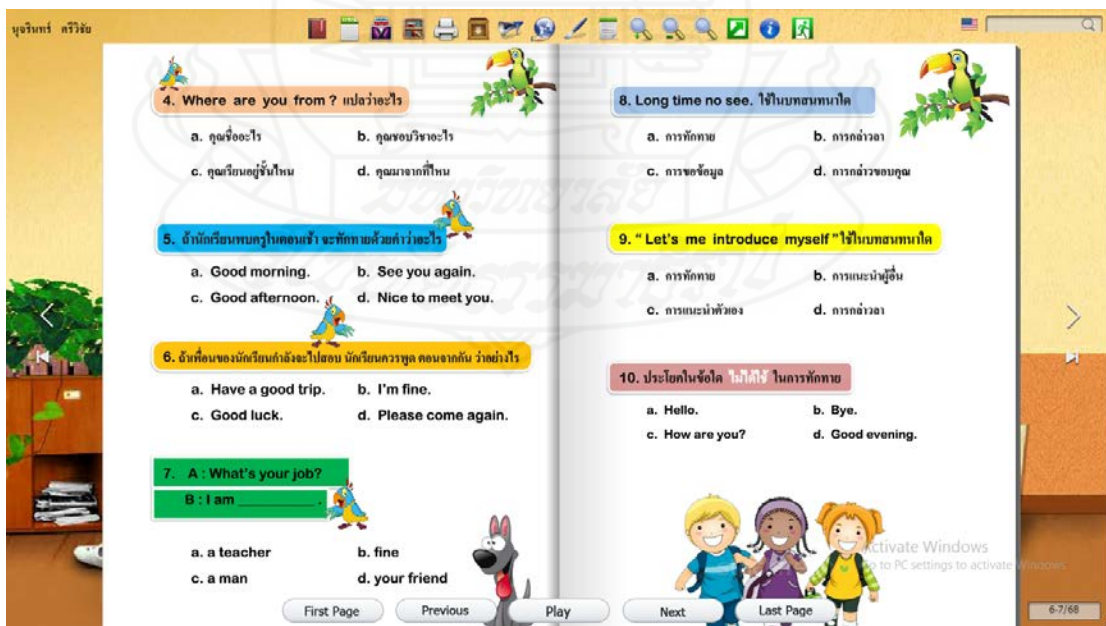 นุจรินทร์ ศรีวิชัย
4. Where are you from ? แปลว่าอะไร
a. คุณชื่ออะไร b. คุณชอบวิชาอะไร
c. คุณเรียนอยู่ชั้นไหน d. คุณมาจากที่ไหน
5. ถ้านักเรียนพบครูในตอนเช้า จะทักทายด้วยคำว่าอะไร
a. Good morning. b. See you again.
c. Good afternoon. d. Nice to meet you.
6. ถ้าเพื่อนของนักเรียนกำลังจะไปสอบ นักเรียนควรพูด ตอนจากกัน ว่าอย่างไร
a. Have a good trip. b. I'm fine.
c. Good luck. d. Please come again.
7. A : What's your job?
B : I am ____________ .
a. a teacher b. fine
c. a man d. your friend
8. Long time no see. ใช้ในบทสนทนาใด
a. การทักทาย b. การกล่าวลา
c. การขอข้อมูล d. การกล่าวขอบคุณ
9. “ Let's me introduce myself ”ใช้ในบทสนทนาใด
a. การทักทาย b. การแนะนำผู้อื่น
c. การแนะนำตัวเอง d. การกล่าวลา
10. ประโยคในข้อใด ไม่ได้ใช้ ในการทักทาย
a. Hello. b. Bye.
c. How are you? d. Good evening.
Activate Windows
Go to PC settings to activate Windows
First Page Previous Play Next Last Page
6-7/68